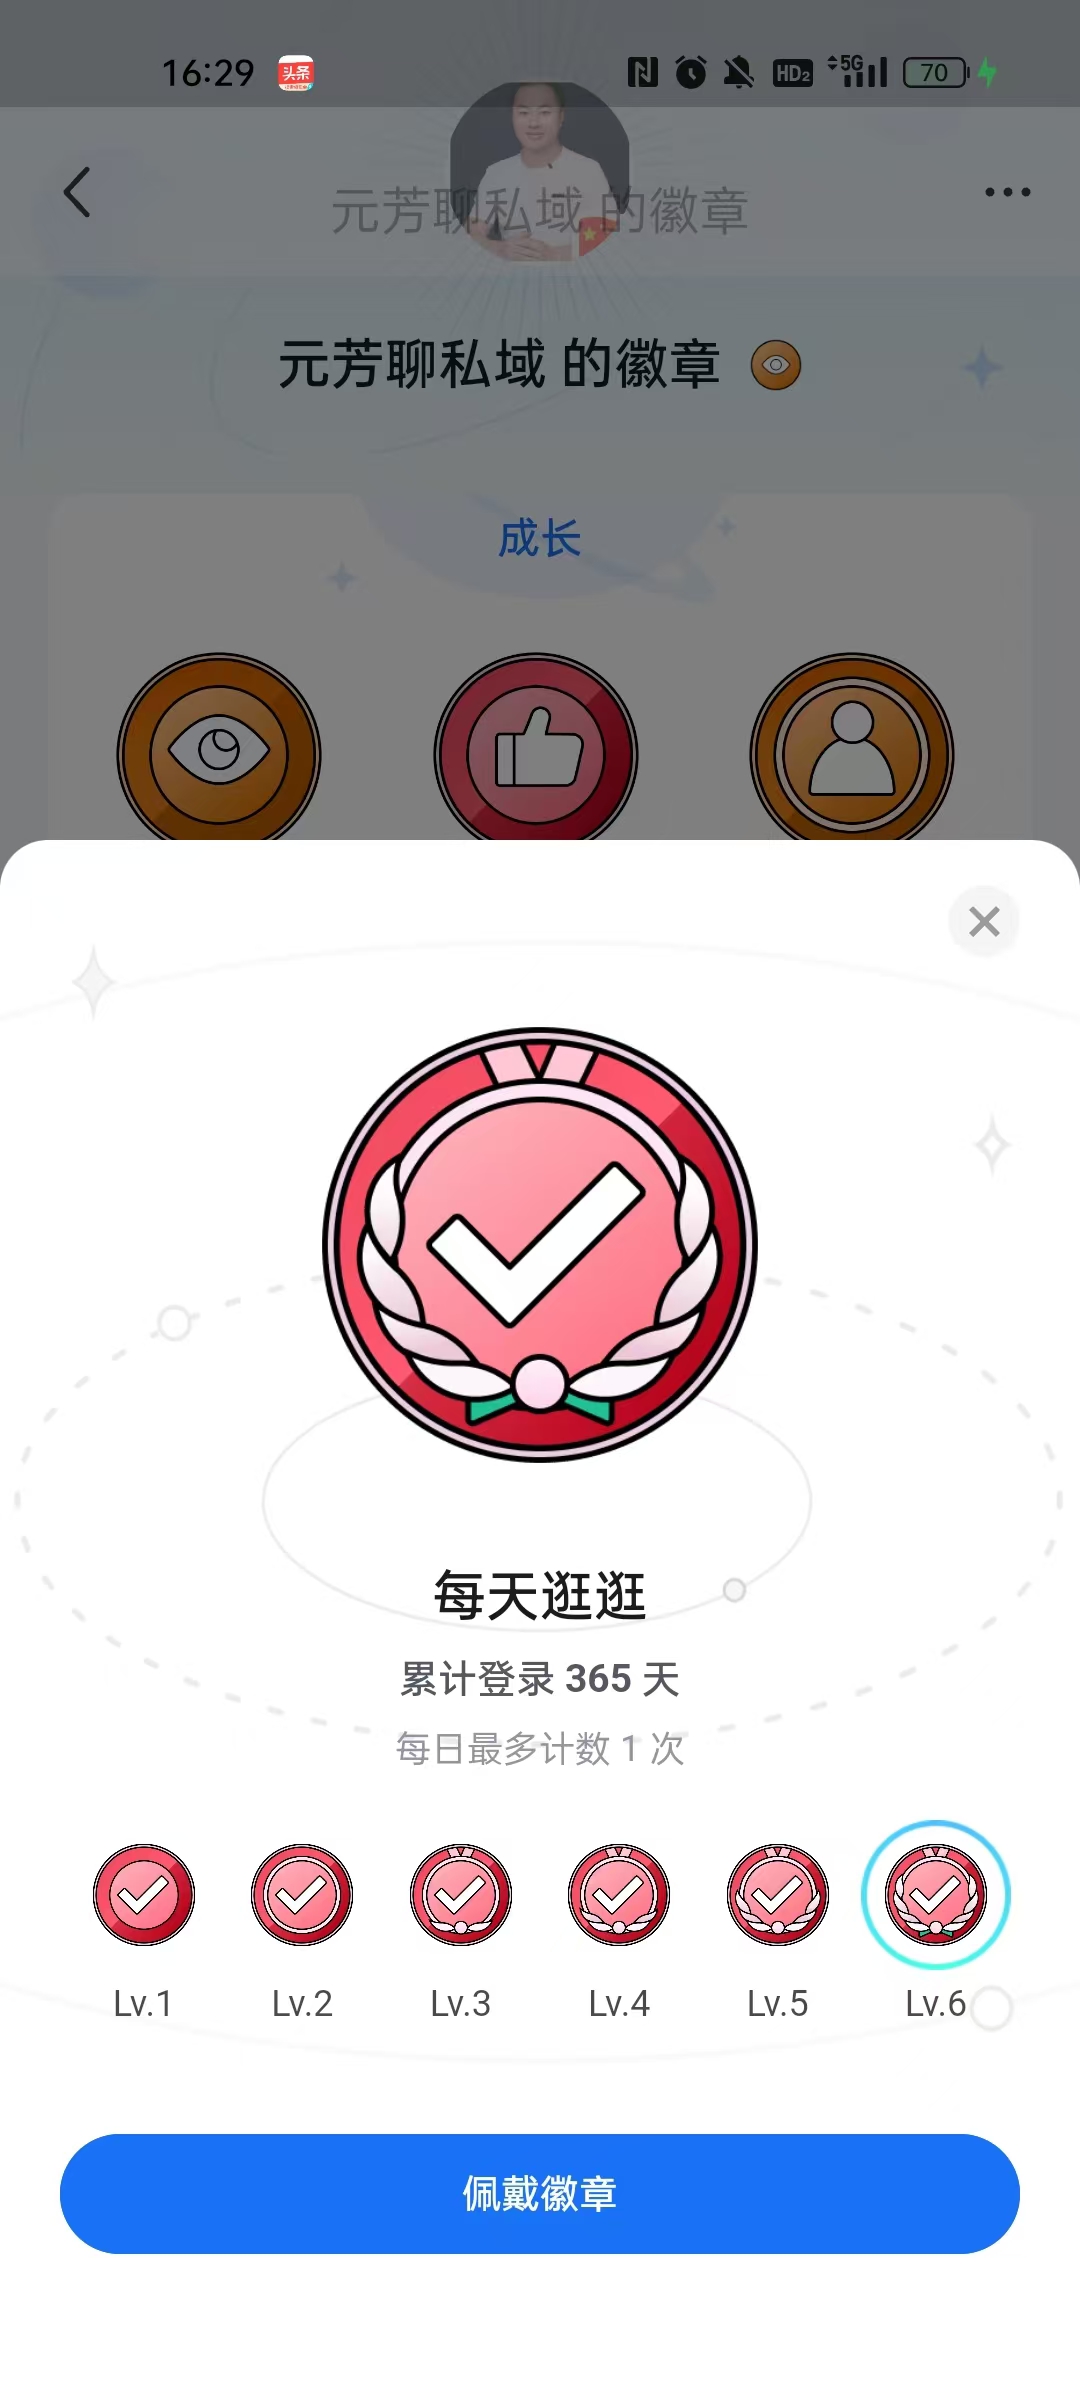 16:29
头条
HD2
5G
70
元芳聊私域 的徽章
元芳聊私域 的徽章
成长
每天逛逛
累计登录 365 天
每日最多计数 1 次
Lv.1
Lv.2
Lv.3
Lv.4
Lv.5
Lv.6
佩戴徽章